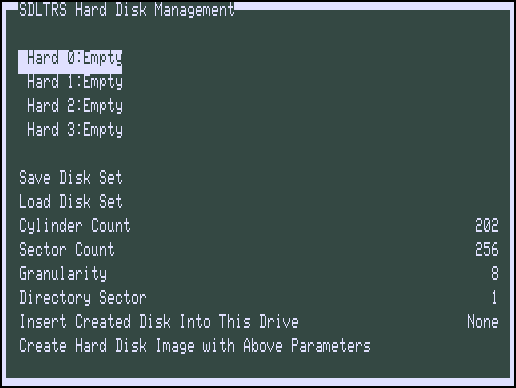 SDLTRS Hard Disk Management
Hard 0:Empty
Hard 1:Empty
Hard 2:Empty
Hard 3:Empty
Save Disk Set
Load Disk Set
Cylinder Count 202
Sector Count 256
Granularity 8
Directory Sector 1
Insert Created Disk Into This Drive None
Create Hard Disk Image with Above Parameters